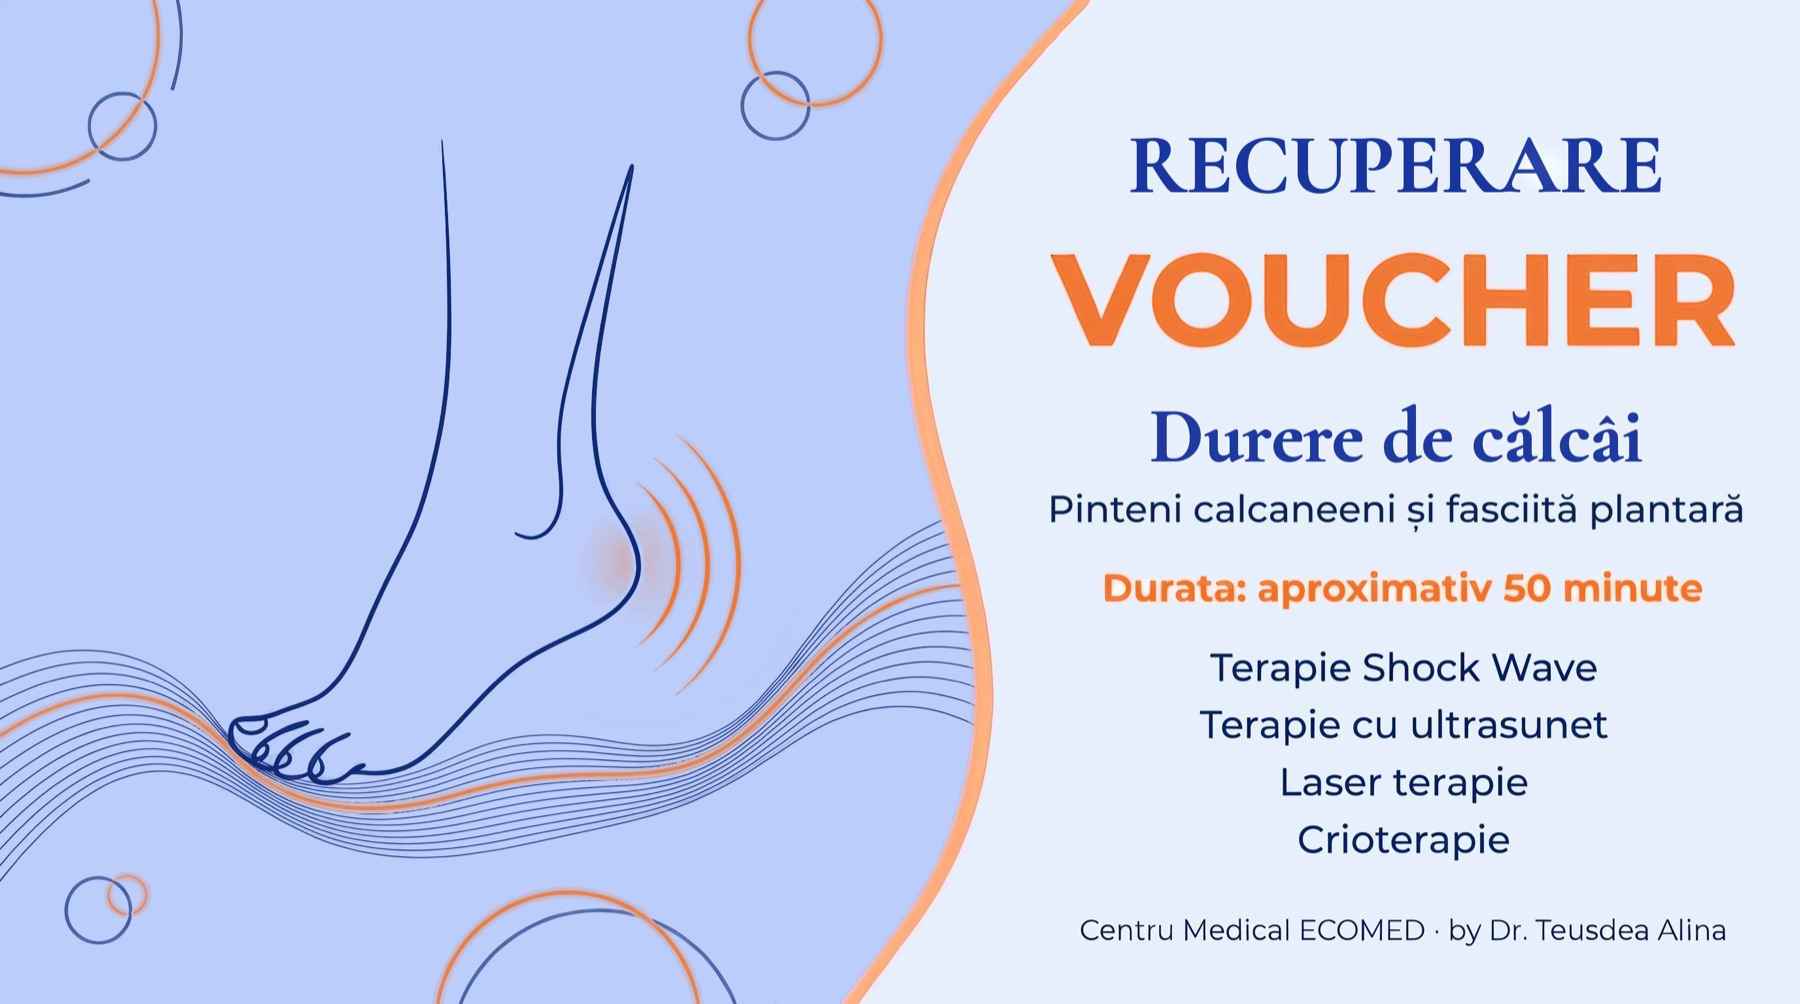 RECUPERARE
VOUCHER
Durere de călcâi
Pinteni calcaneeni și fasciită plantară
Durata: aproximativ 50 minute
Terapie Shock Wave
Terapie cu ultrasunet
Laser terapie
Crioterapie
Centru Medical ECOMED · by Dr. Teusdea Alina